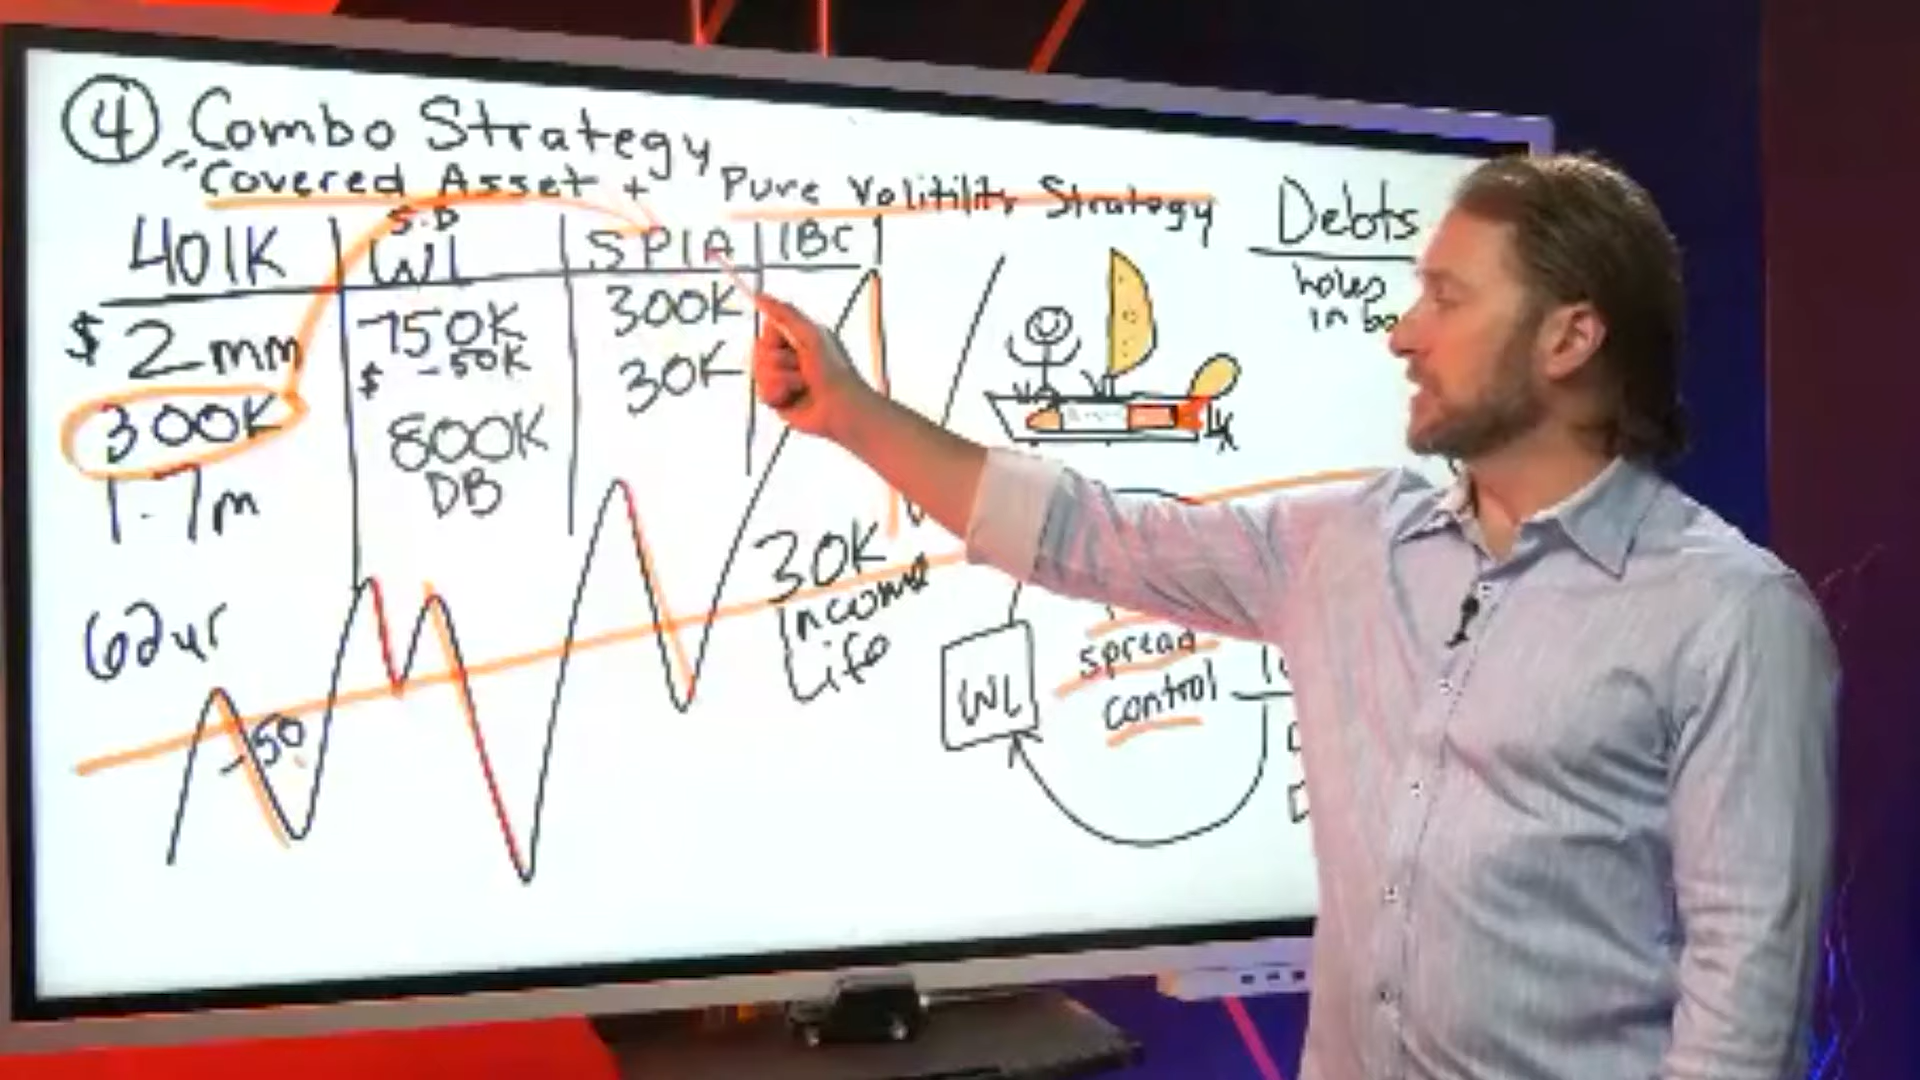 4 Combo Strategy
"Covered Asset + Pure Volitility Strategy
401K
$2mm
300K
1.7m
62yr
-50
S.D
WL
750K
$ -50K
800K
DB
SPIA
300K
30K
IBC
30K
Income
Life
Debts
holes
WL
spread
control